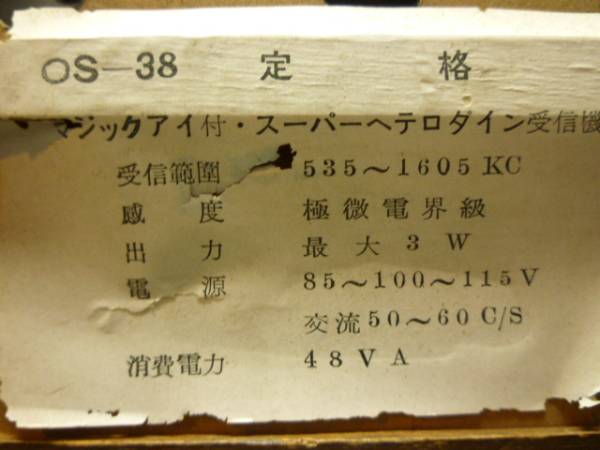 OS-38 定格
マジックアイ付・スーパーヘテロダイン受信機
受信範囲 535～1605 KC
感度 極微電界級
出力 最大 3 W
電源 85～100～115V
交流 50～60 C/S
消費電力 48VA